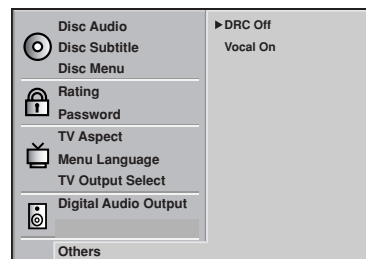 Disc Audio
Disc Subtitle
Disc Menu
Rating
Password
TV Aspect
Menu Language
TV Output Select
Digital Audio Output
Others
DRC Off
Vocal On